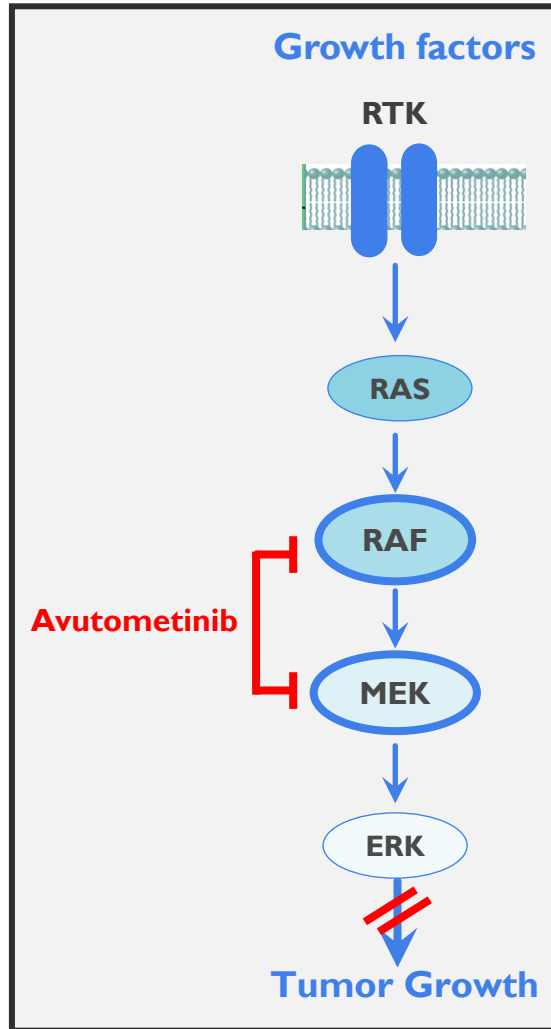 Growth factors
RTK
RAS
RAF
Avutometinib
MEK
ERK
Tumor Growth